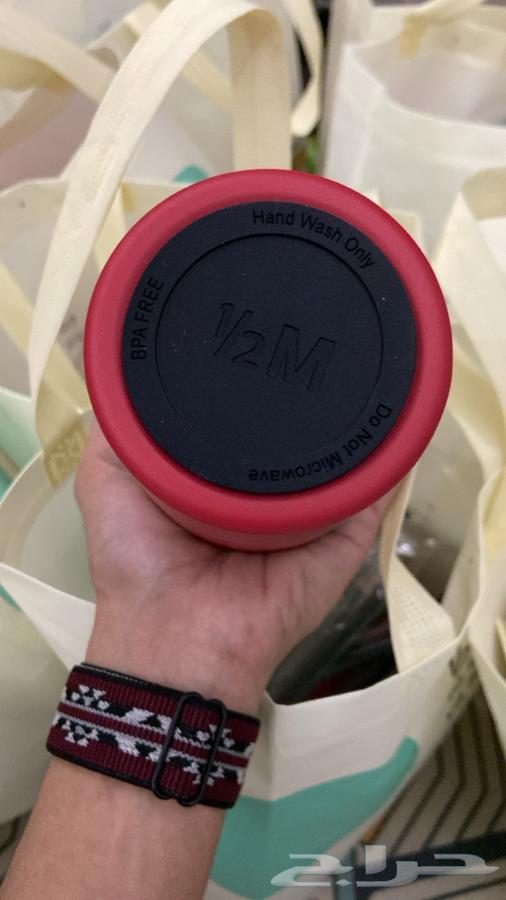 Hand Wash Only
BPA FREE
½M
Do Not Microwave
حراج